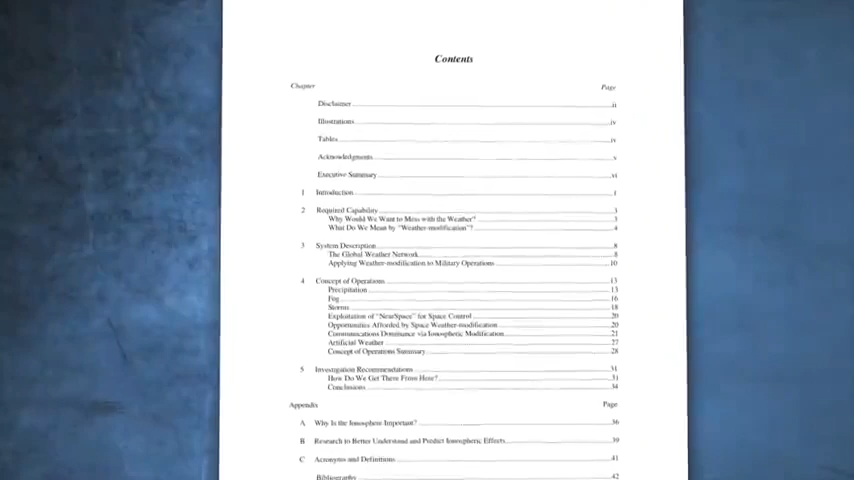 Contents
Chapter Page
Disclaimer ii
Illustrations iv
Tables iv
Acknowledgments v
Executive Summary vi
1 Introduction 1
2 Required Capability 3
Why Would We Want to Mess with the Weather? 3
What Do We Mean by "Weather-modification"? 4
3 System Description 8
The Global Weather Network 8
Applying Weather-modification to Military Operations 10
4 Concept of Operations 13
Precipitation 13
Fog 16
Storms 18
Exploitation of "NearSpace" for Space Control 20
Opportunities Afforded by Space Weather-modification 20
Communications Dominance via Ionospheric Modification 21
Artificial Weather 27
Concept of Operations Summary 28
5 Investigation Recommendations 31
How Do We Get There From Here? 31
Conclusions 34
Appendix Page
A Why Is the Ionosphere Important? 36
B Research to Better Understand and Predict Ionospheric Effects 39
C Acronyms and Definitions 41
Bibliography 42